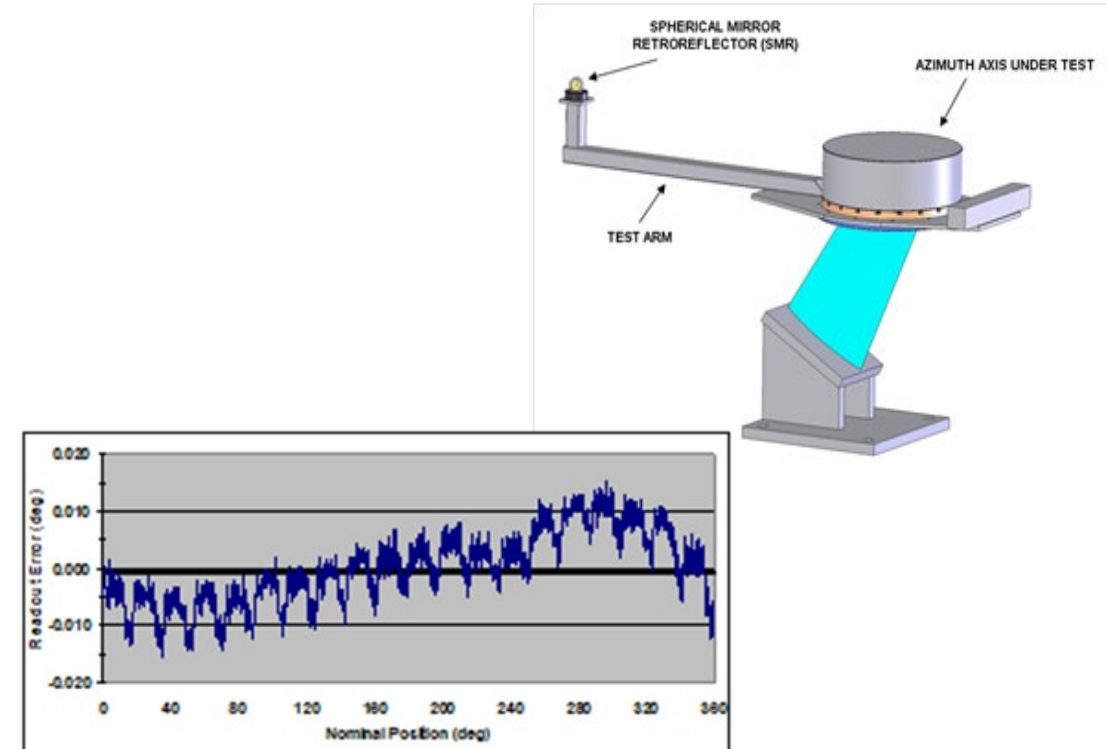 SPHERICAL MIRROR
RETROREFLECTOR (SMR)
AZIMUTH AXIS UNDER TEST
TEST ARM
0.020
0.010
0.000
-0.010
-0.020
Readout Error (deg)
0 40 80 120 160 200 240 280 320 360
Nominal Position (deg)